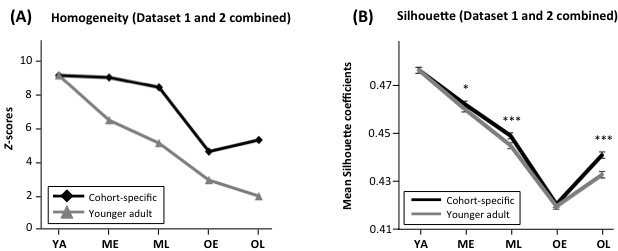 (A) Homogeneity (Dataset 1 and 2 combined)
Z-scores
10
8
6
4
2
0
Cohort-specific
Younger adult
YA ME ML OE OL
(B) Silhouette (Dataset 1 and 2 combined)
Mean Silhouette coefficients
0.47
0.45
0.43
0.41
*
***
***
Cohort-specific
Younger adult
YA ME ML OE OL